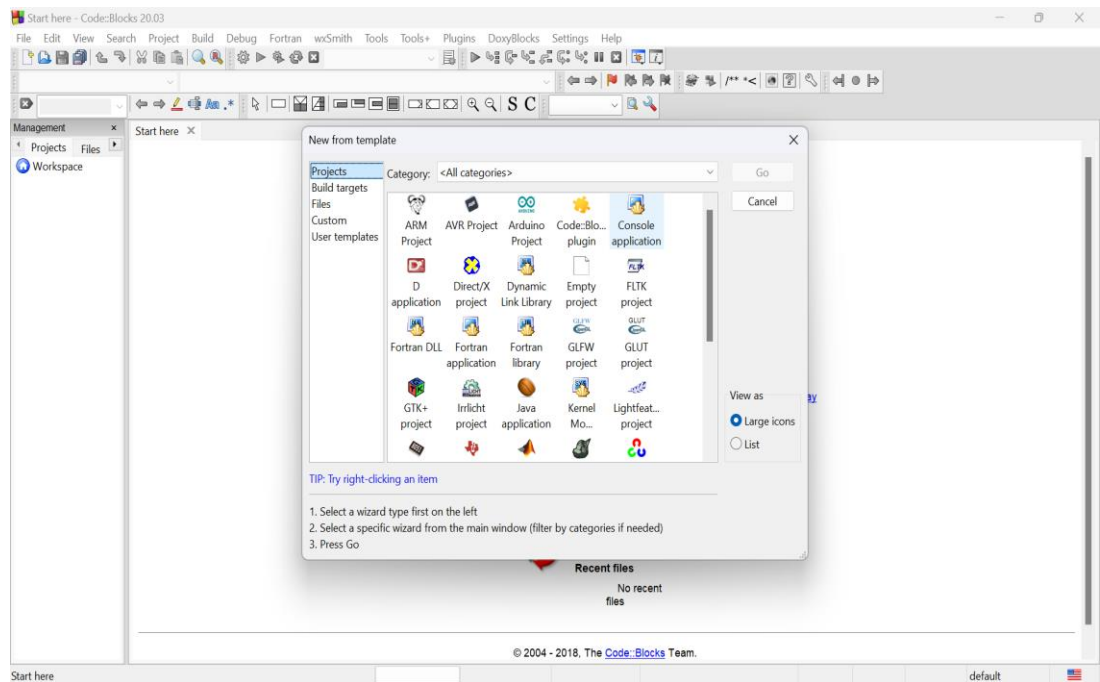 Start here - Code::Blocks 20.03
File Edit View Search Project Build Debug Fortran wxSmith Tools Tools+ Plugins DoxyBlocks Settings Help
/** *<
Aa .*
S C
Management
Projects Files
Workspace
Start here
New from template
Projects
Build targets
Files
Custom
User templates
Category: <All categories>
Go
Cancel
ARM Project
AVR Project
Arduino Project
Code::Blo... plugin
Console application
D application
Direct/X project
Dynamic Link Library
Empty project
FLTK project
Fortran DLL
Fortran application
Fortran library
GLFW project
GLUT project
GTK+ project
Irrlicht project
Java application
Kernel Mo...
Lightfeat... project
View as
Large icons
List
TIP: Try right-clicking an item
1. Select a wizard type first on the left
2. Select a specific wizard from the main window (filter by categories if needed)
3. Press Go
ay
Recent files
No recent
files
© 2004 - 2018, The Code::Blocks Team.
Start here
default